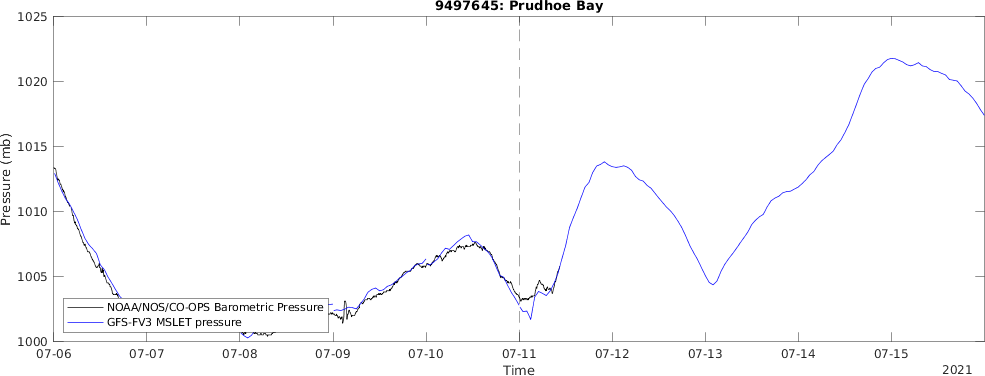 9497645: Prudhoe Bay
Pressure (mb)
1025
1020
1015
1010
1005
1000
NOAA/NOS/CO-OPS Barometric Pressure
GFS-FV3 MSLET pressure
07-06 07-07 07-08 07-09 07-10 07-11 07-12 07-13 07-14 07-15
Time
2021